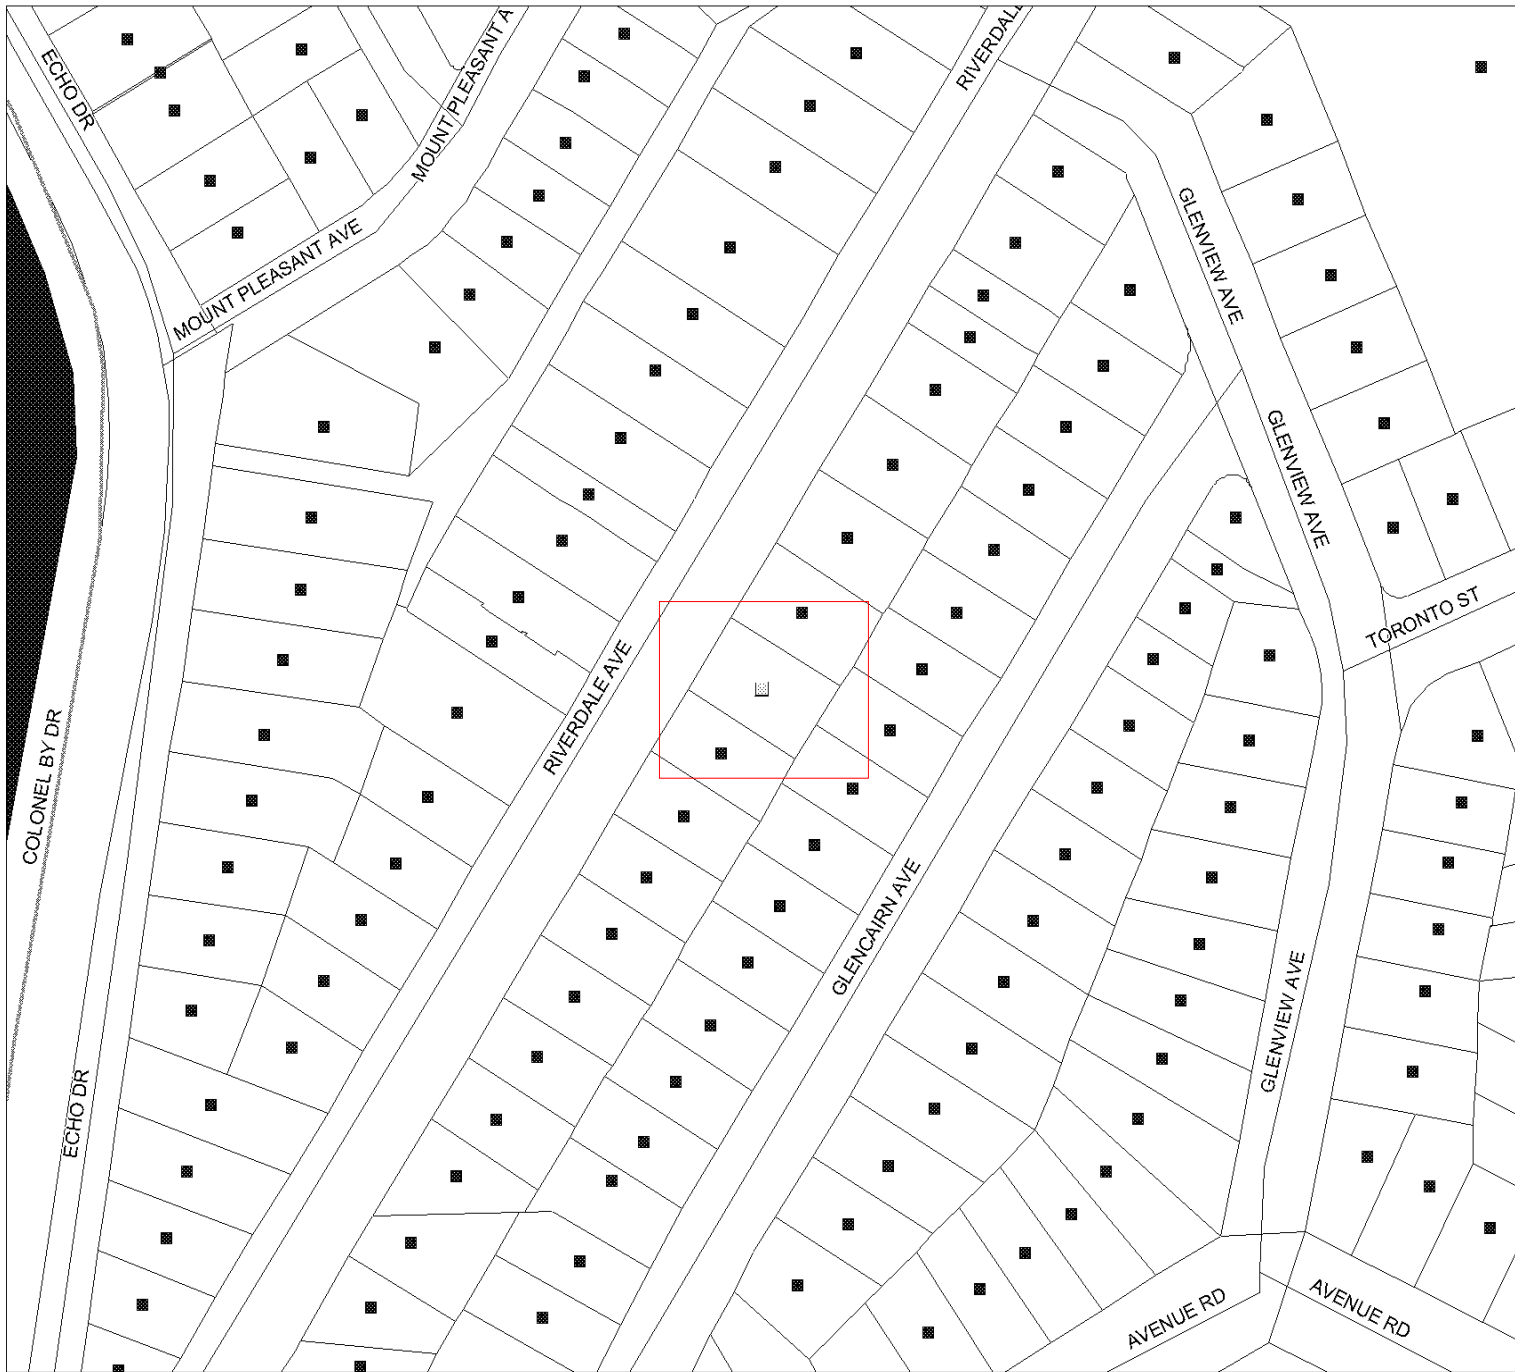 ECHO DR
MOUNT PLEASANT A
RIVERDAL
MOUNT PLEASANT AVE
GLENVIEW AVE
GLENVIEW AVE
TORONTO ST
RIVERDALE AVE
COLONEL BY DR
GLENCAIRN AVE
GLENVIEW AVE
ECHO DR
AVENUE RD
AVENUE RD